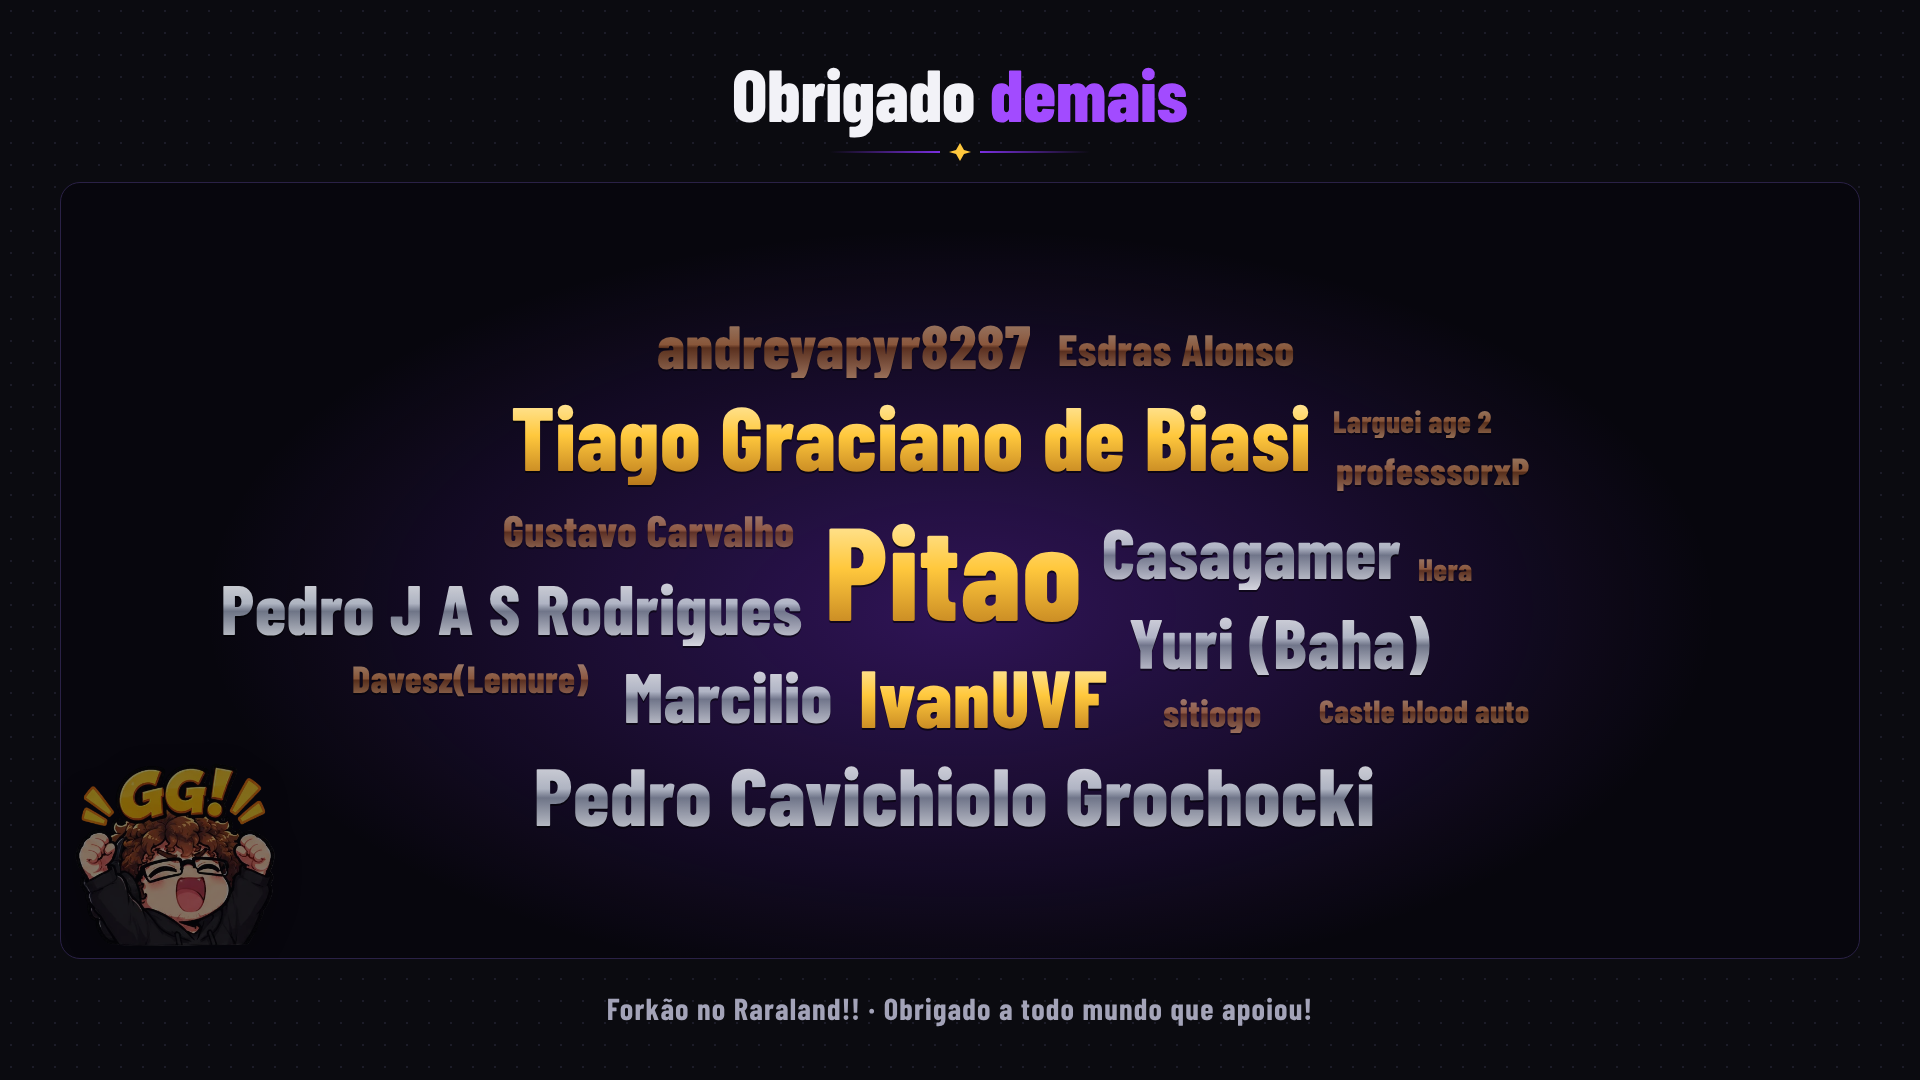 Obrigado demais
andreyapyr8287
Esdras Alonso
Tiago Graciano de Biasi
Larguei age 2
professsorxP
Gustavo Carvalho
Pitao
Casagamer
Hera
Pedro J A S Rodrigues
Yuri (Baha)
Davesz(Lemure)
Marcilio
IvanUVF
sitiogo
Castle blood auto
Pedro Cavichiolo Grochocki
GG!
Forkão no Raraland!! · Obrigado a todo mundo que apoiou!